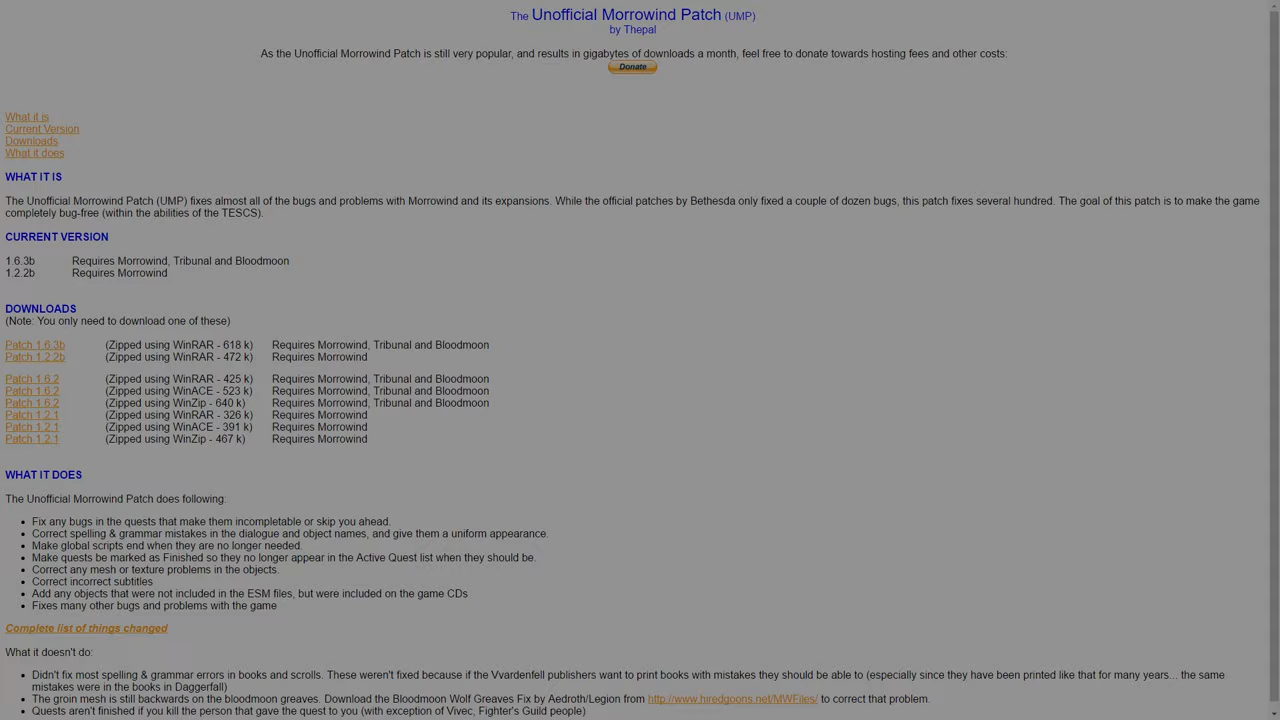 The Unofficial Morrowind Patch (UMP)
by Thepal
As the Unofficial Morrowind Patch is still very popular, and results in gigabytes of downloads a month, feel free to donate towards hosting fees and other costs:
Donate
What it is
Current Version
Downloads
What it does
WHAT IT IS
The Unofficial Morrowind Patch (UMP) fixes almost all of the bugs and problems with Morrowind and its expansions. While the official patches by Bethesda only fixed a couple of dozen bugs, this patch fixes several hundred. The goal of this patch is to make the game
completely bug-free (within the abilities of the TESCS).
CURRENT VERSION
1.6.3b Requires Morrowind, Tribunal and Bloodmoon
1.2.2b Requires Morrowind
DOWNLOADS
(Note: You only need to download one of these)
Patch 1.6.3b (Zipped using WinRAR - 618 k) Requires Morrowind, Tribunal and Bloodmoon
Patch 1.2.2b (Zipped using WinRAR - 472 k) Requires Morrowind
Patch 1.6.2 (Zipped using WinRAR - 425 k) Requires Morrowind, Tribunal and Bloodmoon
Patch 1.6.2 (Zipped using WinACE - 523 k) Requires Morrowind, Tribunal and Bloodmoon
Patch 1.6.2 (Zipped using WinZip - 640 k) Requires Morrowind, Tribunal and Bloodmoon
Patch 1.2.1 (Zipped using WinRAR - 326 k) Requires Morrowind
Patch 1.2.1 (Zipped using WinACE - 391 k) Requires Morrowind
Patch 1.2.1 (Zipped using WinZip - 467 k) Requires Morrowind
WHAT IT DOES
The Unofficial Morrowind Patch does following:
• Fix any bugs in the quests that make them incompletable or skip you ahead.
• Correct spelling & grammar mistakes in the dialogue and object names, and give them a uniform appearance.
• Make global scripts end when they are no longer needed.
• Make quests be marked as Finished so they no longer appear in the Active Quest list when they should be.
• Correct any mesh or texture problems in the objects.
• Correct incorrect subtitles
• Add any objects that were not included in the ESM files, but were included on the game CDs
• Fixes many other bugs and problems with the game
Complete list of things changed
What it doesn't do:
• Didn't fix most spelling & grammar errors in books and scrolls. These weren't fixed because if the Vvardenfell publishers want to print books with mistakes they should be able to (especially since they have been printed like that for many years... the same
mistakes were in the books in Daggerfall)
• The groin mesh is still backwards on the bloodmoon greaves. Download the Bloodmoon Wolf Greaves Fix by Aedroth/Legion from http://www.hiredgoons.net/MWFiles/ to correct that problem.
• Quests aren't finished if you kill the person that gave the quest to you (with exception of Vivec, Fighter's Guild people)